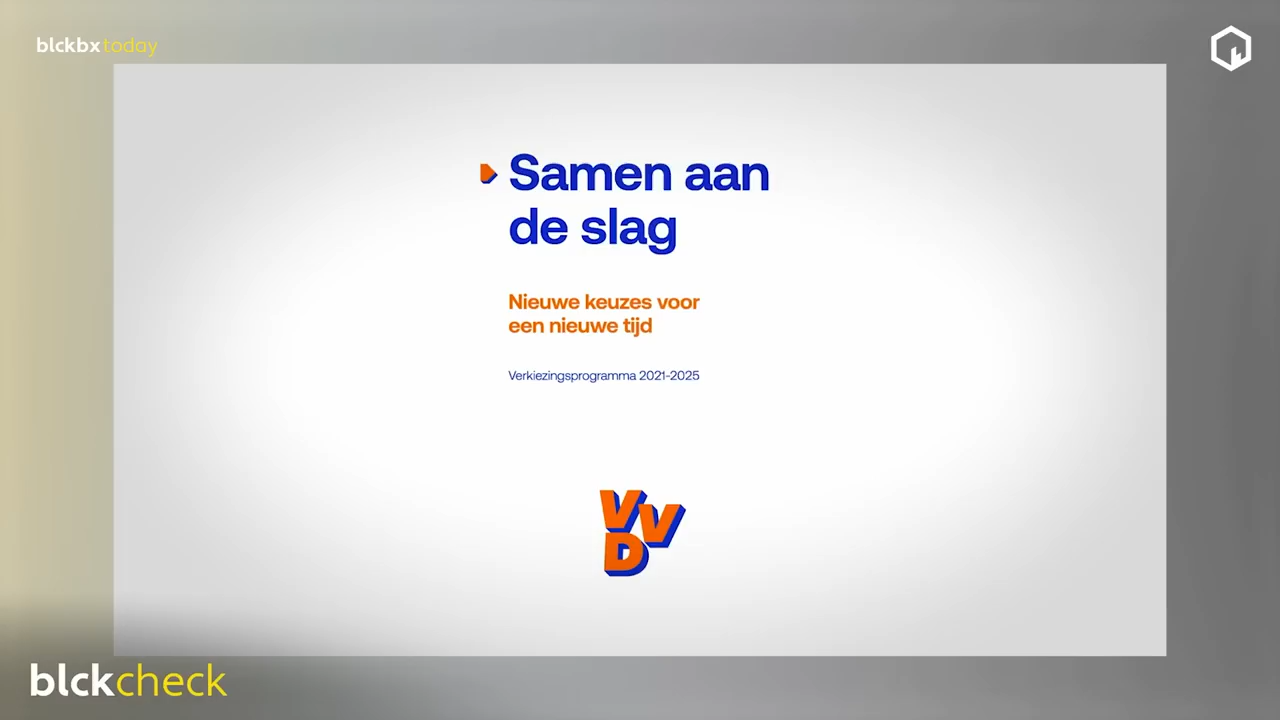 blckbxtoday
Samen aan
de slag
Nieuwe keuzes voor
een nieuwe tijd
Verkiezingsprogramma 2021-2025
VVD
blckcheck